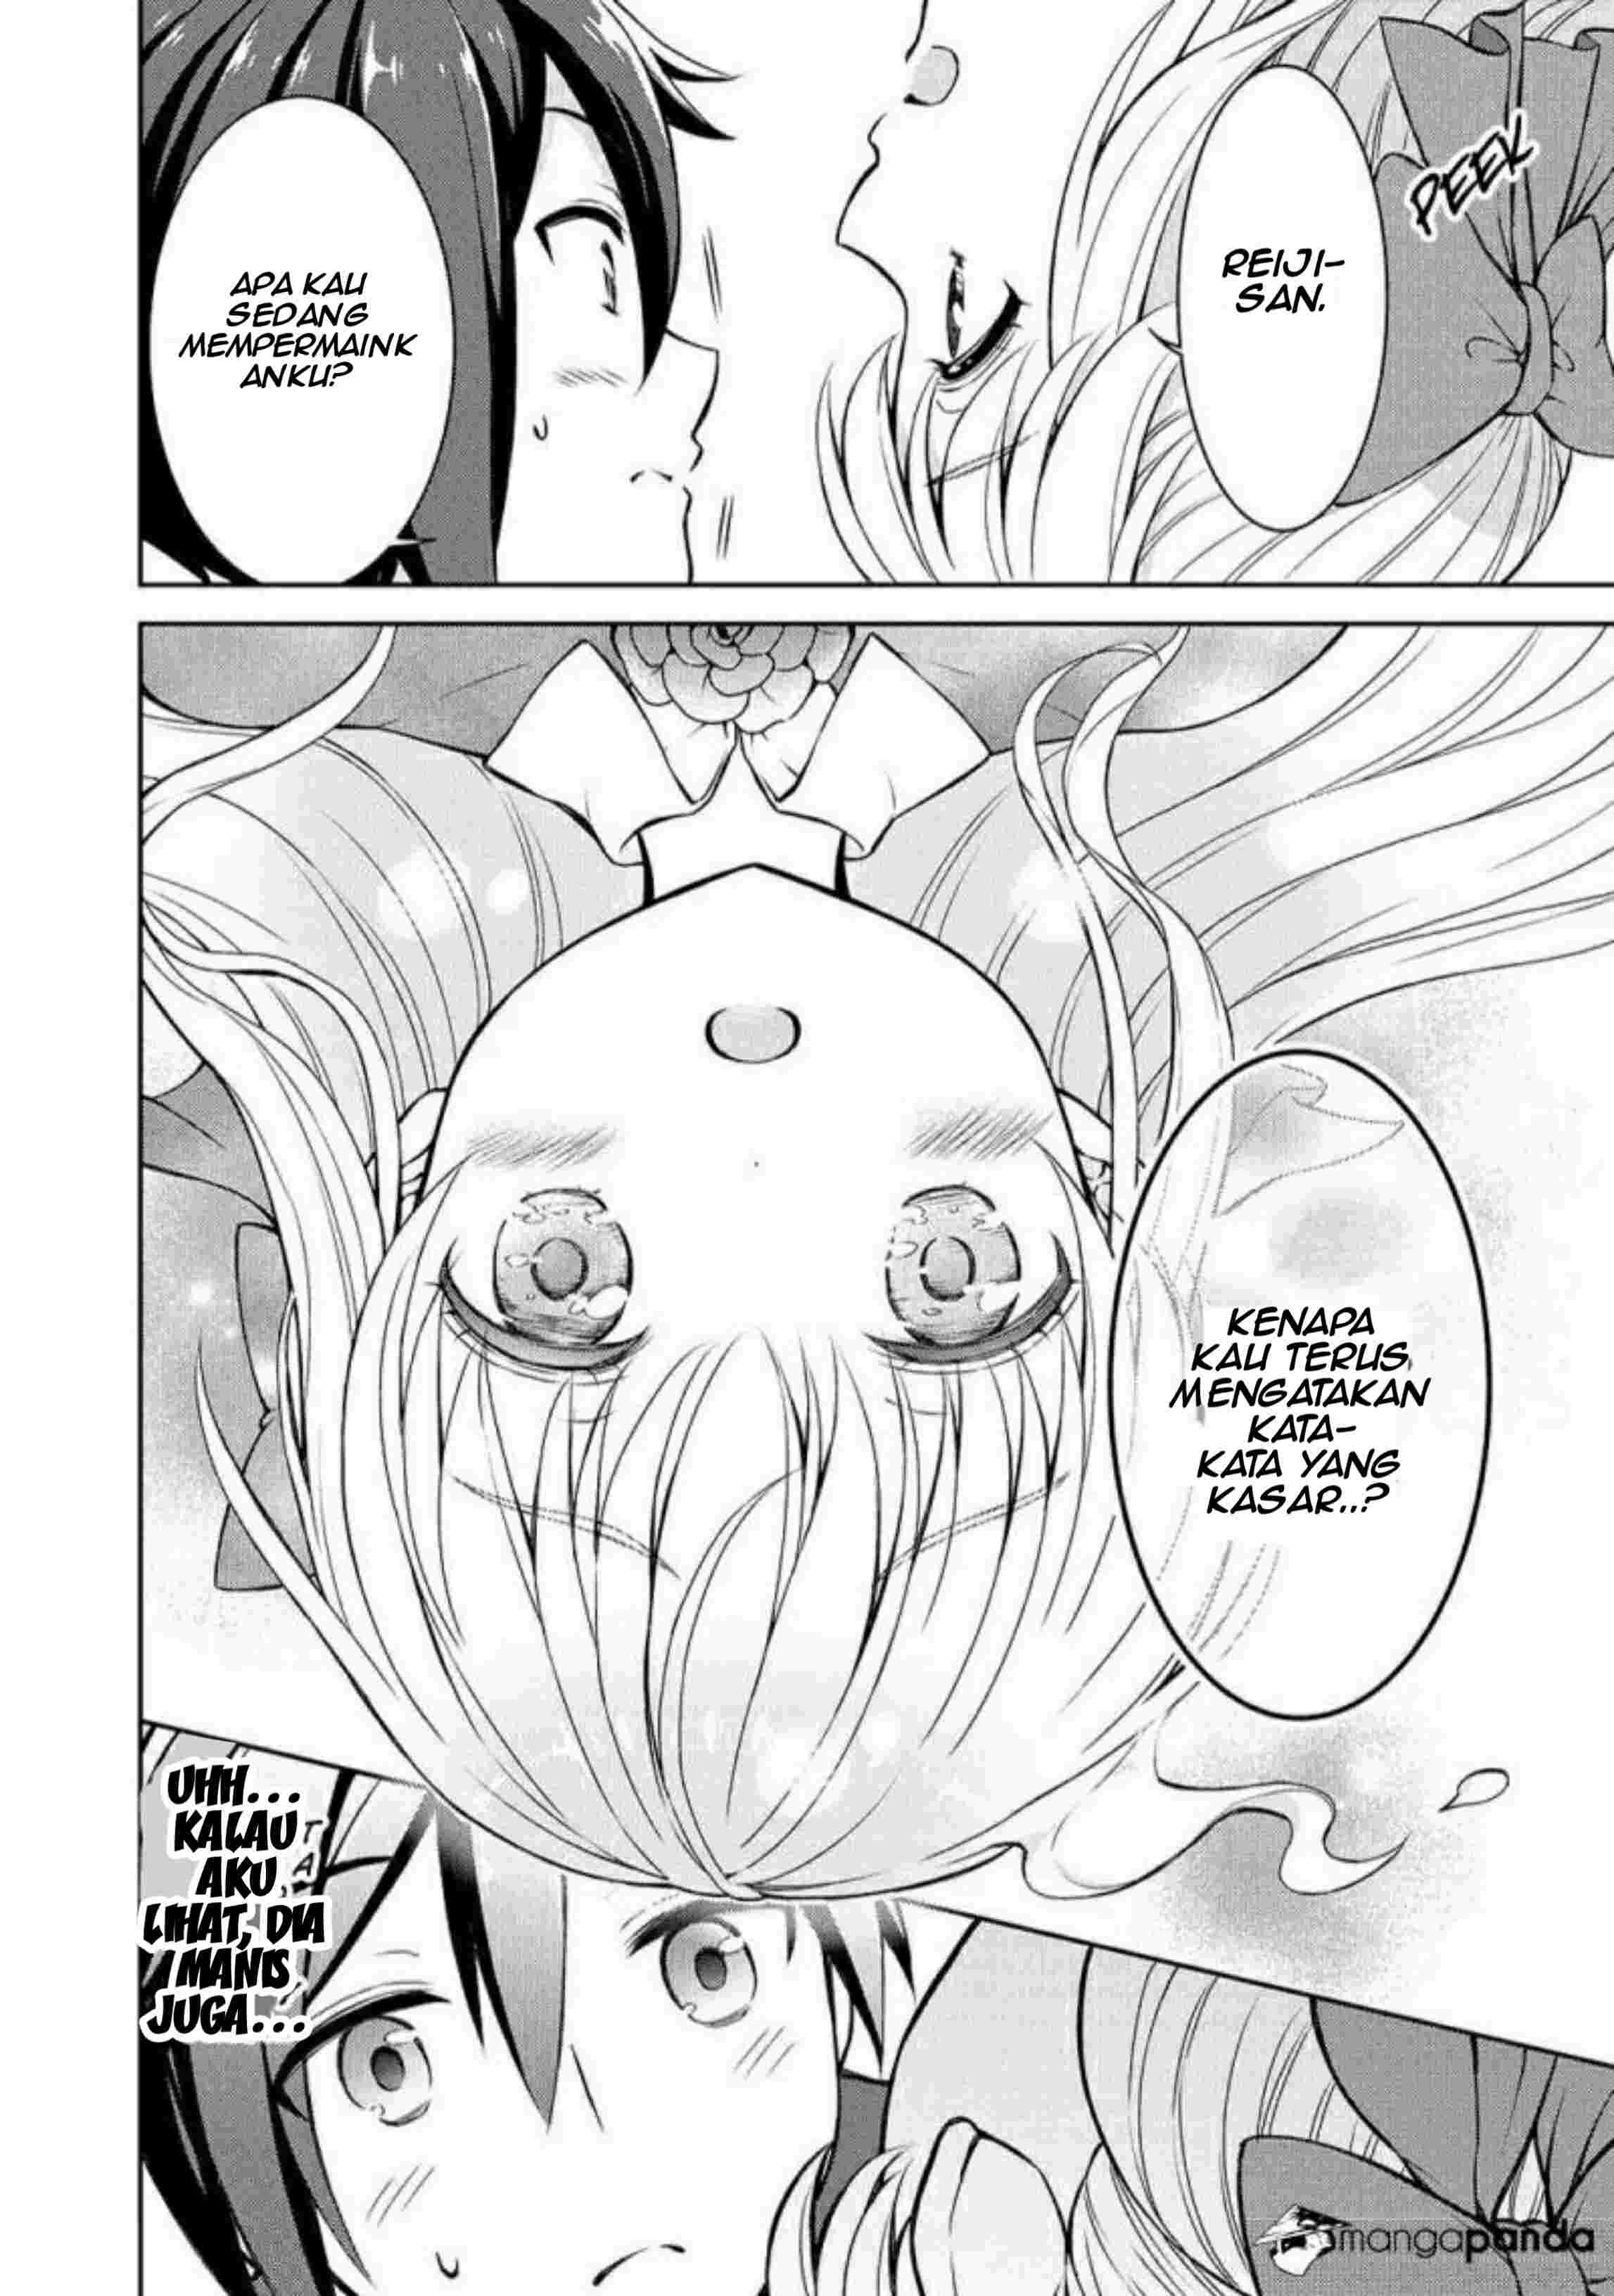 PEEK
REIJI-
SAN.
APA KAU
SEDANG
MEMPERMAINK
ANKU?
KENAPA
KAU TERUS
MENGATAKAN
KATA-
KATA YANG
KASAR..?
UHH...
KALAU
AKU
LIHAT, DIA
MANIS
JUGA...
mangapanda